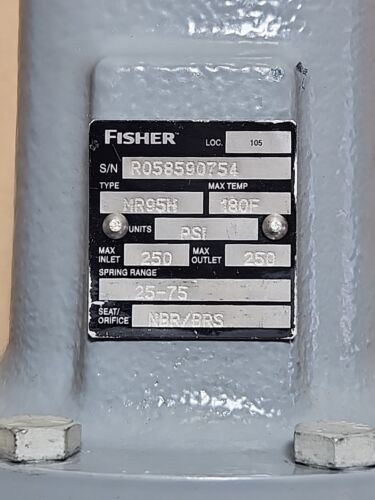 FISHER LOC. 105
S/N R058590754
TYPE MAX TEMP
MR95H 180F
UNITS PSI
MAX INLET 250 MAX OUTLET 250
SPRING RANGE
25-75
SEAT/ORIFICE NBR/BRS